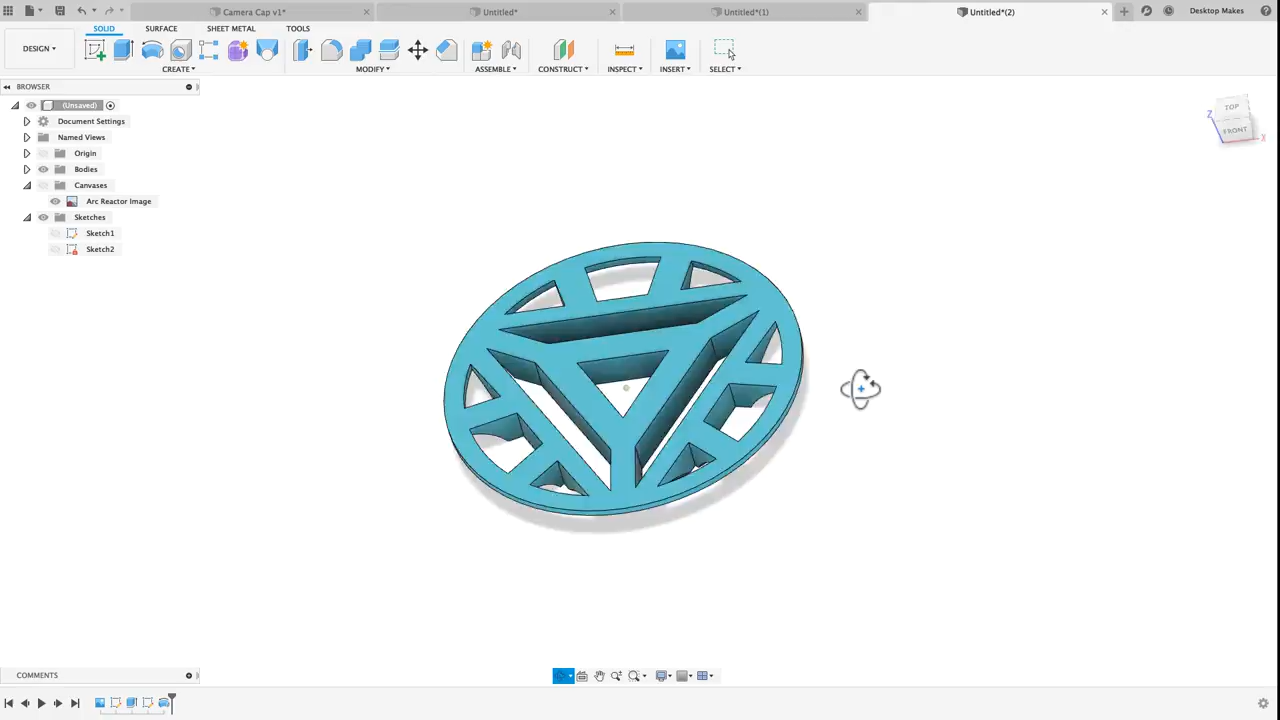 Camera Cap v1*
Untitled*
Untitled*(1)
Untitled*(2)
Desktop Makes
SOLID
SURFACE
SHEET METAL
TOOLS
DESIGN
CREATE
MODIFY
ASSEMBLE
CONSTRUCT
INSPECT
INSERT
SELECT
BROWSER
(Unsaved)
Document Settings
Named Views
Origin
Bodies
Canvases
Arc Reactor Image
Sketches
Sketch1
Sketch2
TOP
FRONT
Z
X
COMMENTS